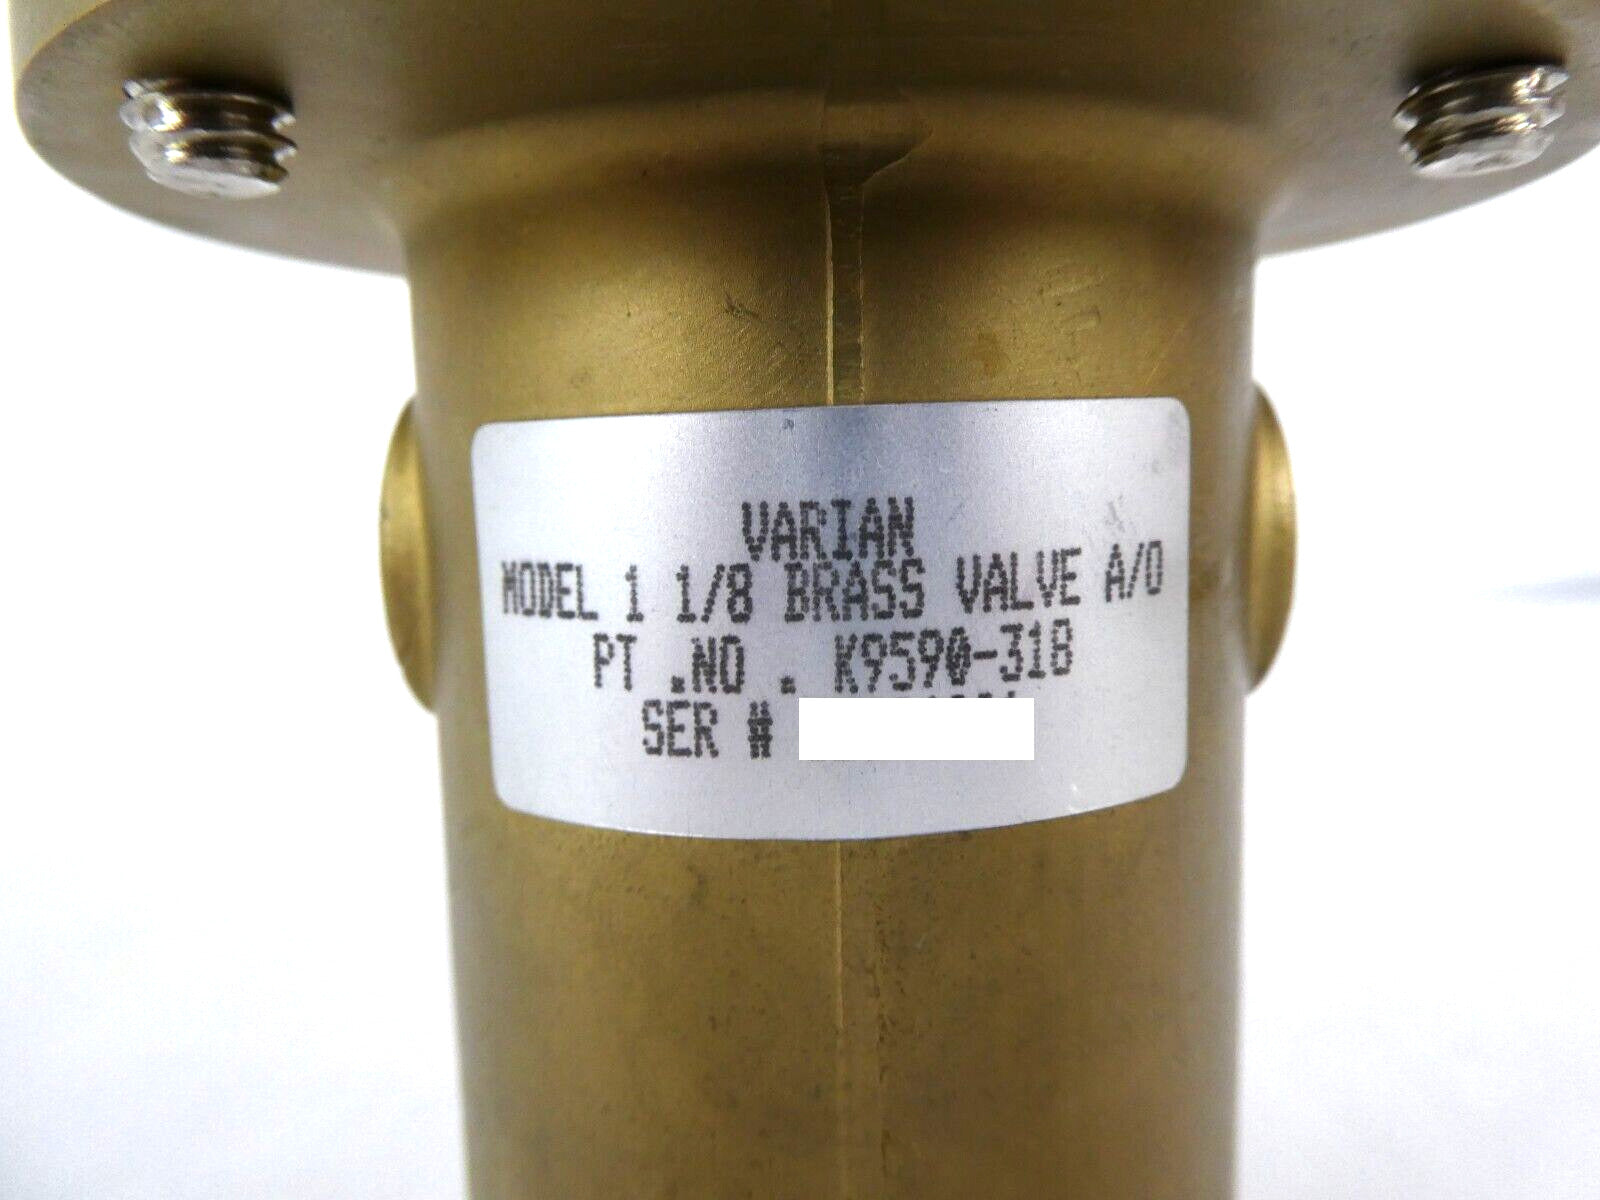 VARIAN
MODEL 1 1/8 BRASS VALVE A/O
PT .NO . K9590-318
SER #